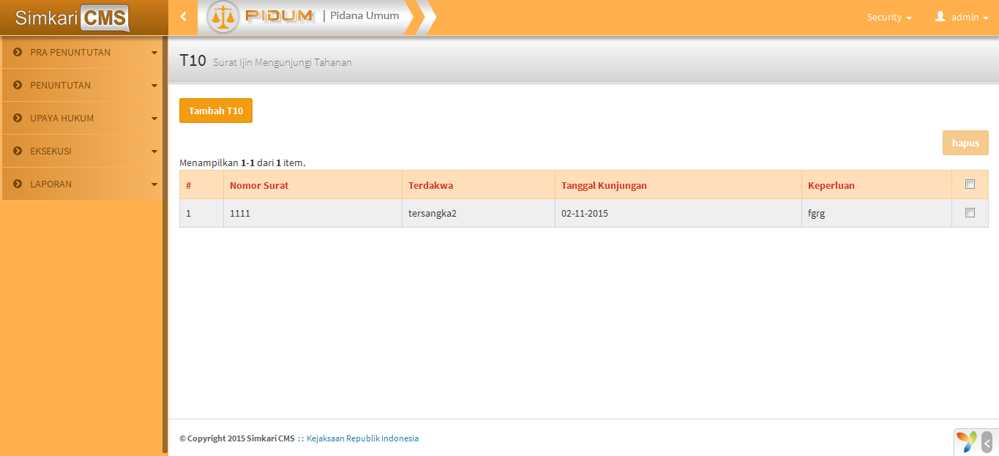 Simkari CMS
PIDUM | Pidana Umum
Security
admin
PRA PENUNTUTAN
PENUNTUTAN
UPAYA HUKUM
EKSEKUSI
LAPORAN
T10 Surat Ijin Mengunjungi Tahanan
Tambah T10
hapus
Menampilkan 1-1 dari 1 item.
# Nomor Surat Terdakwa Tanggal Kunjungan Keperluan
1 1111 tersangka2 02-11-2015 fgrg
© Copyright 2015 Simkari CMS :: Kejaksaan Republik Indonesia